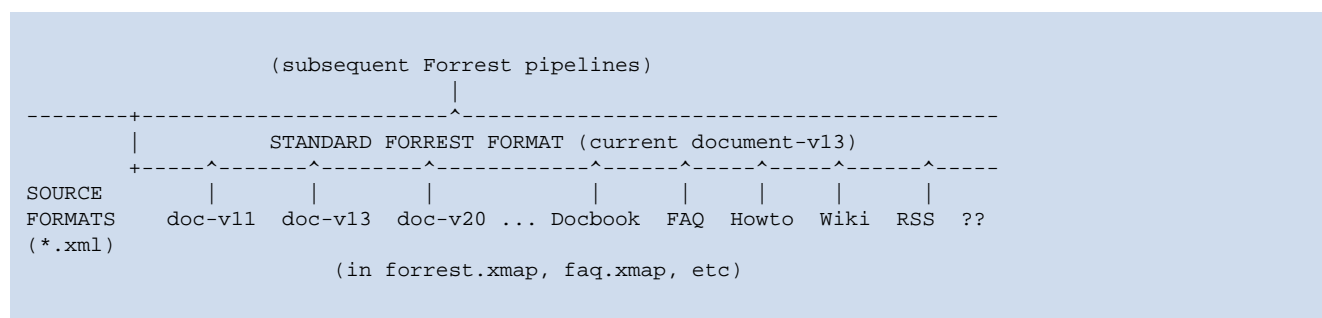 (subsequent Forrest pipelines)
|
--------+------------------------^------------------------------------------
| STANDARD FORREST FORMAT (current document-v13)
+-----^-------^--------^------------^------^-----^-----^------^-----
SOURCE | | | | | | | |
FORMATS doc-v11 doc-v13 doc-v20 ... Docbook FAQ Howto Wiki RSS ??
(*.xml)
(in forrest.xmap, faq.xmap, etc)